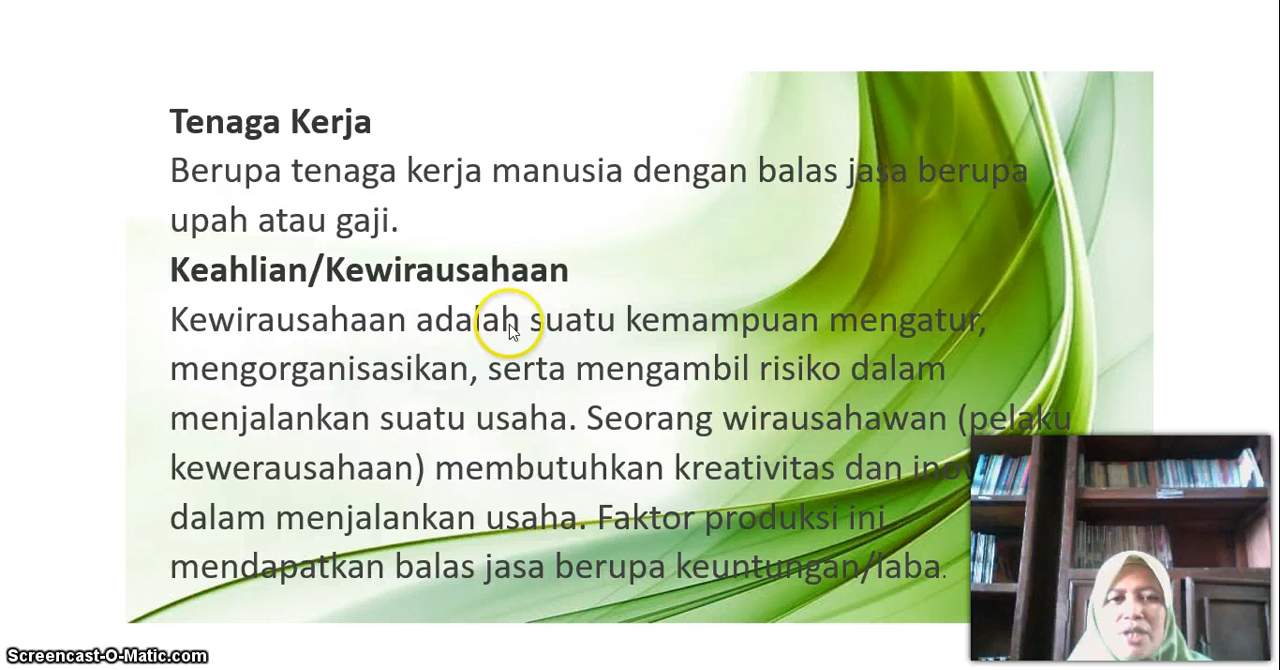 Tenaga Kerja
Berupa tenaga kerja manusia dengan balas jasa berupa
upah atau gaji.
Keahlian/Kewirausahaan
Kewirausahaan adalah suatu kemampuan mengatur,
mengorganisasikan, serta mengambil risiko dalam
menjalankan suatu usaha. Seorang wirausahawan (pelaku
kewerausahaan) membutuhkan kreativitas dan
dalam menjalankan usaha. Faktor produksi ini
mendapatkan balas jasa berupa keuntungan/laba.
Screencast-O-Matic.com